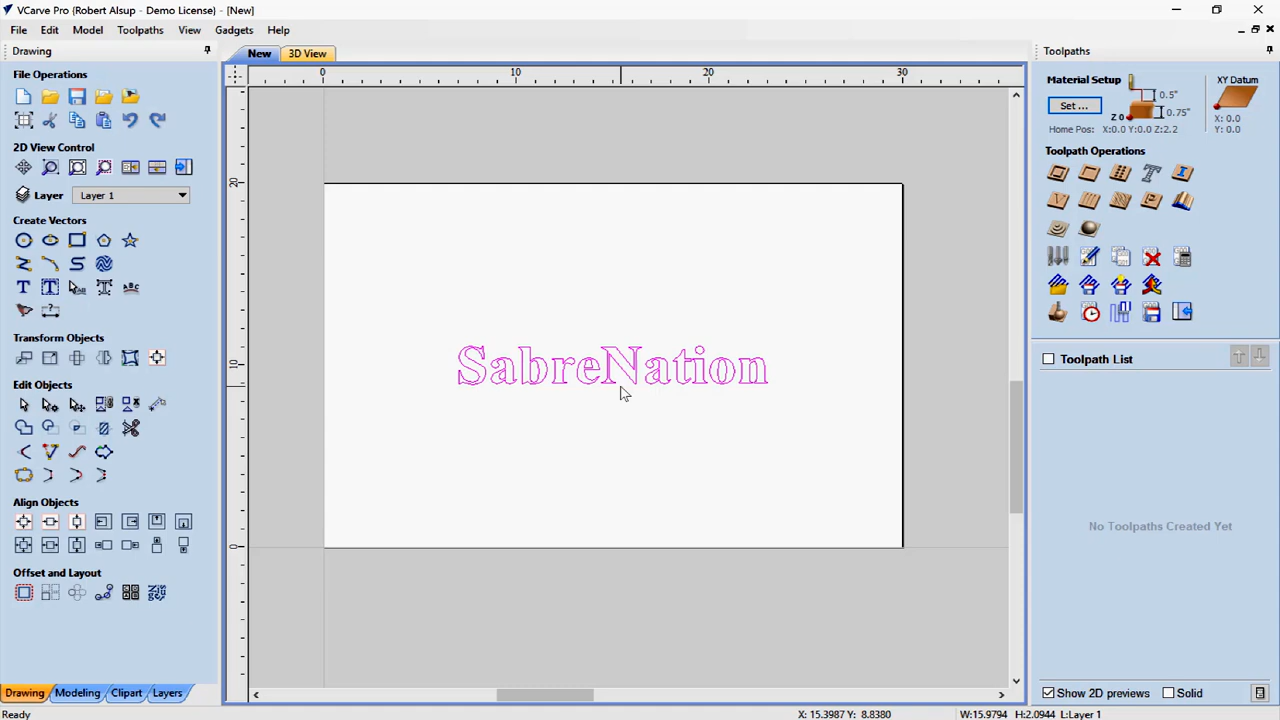 VCarve Pro {Robert Alsup - Demo License} - [New]
File Edit Model Toolpaths View Gadgets Help
Drawing
File Operations
2D View Control
Layer Layer 1
Create Vectors
Transform Objects
Edit Objects
Align Objects
Offset and Layout
Drawing Modeling Clipart Layers
Ready
New 3D View
0 10 20 30
20
10
0
SabreNation
X: 15.3987 Y: 8.8380
W:15.9794 H:2.0944 L:Layer 1
Toolpaths
Material Setup
Set ...
0.5"
0.75"
Z 0
Home Pos: X:0.0 Y:0.0 Z:2.2
XY Datum
X: 0.0
Y: 0.0
Toolpath Operations
Toolpath List
No Toolpaths Created Yet
Show 2D previews Solid